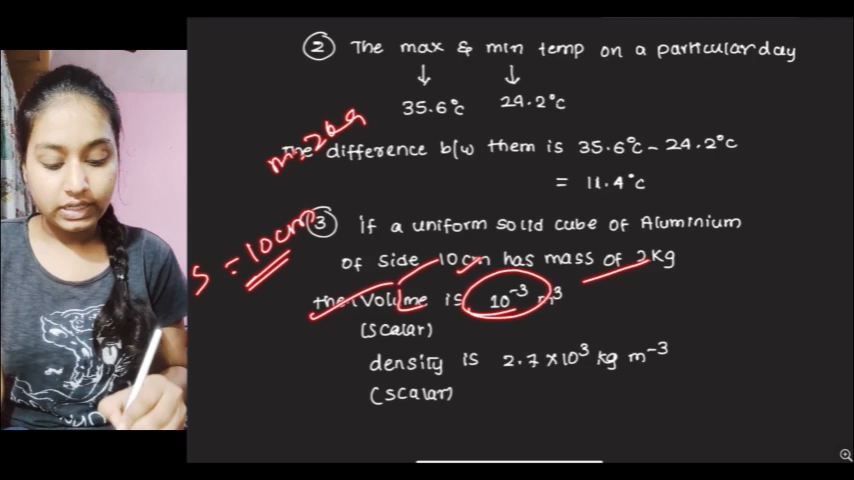 ② The max & min temp on a particular day
↓ ↓
35.6°c 24.2°c
m=2kg
The difference b/w them is 35.6°c - 24.2°c
= 11.4°c
S = 10cm
③ if a uniform solid cube of Aluminium
of side 10cm has mass of 2kg
the volume is 10⁻³ m³
(scalar)
density is 2.7 ×10³ kg m⁻³
(scalar)